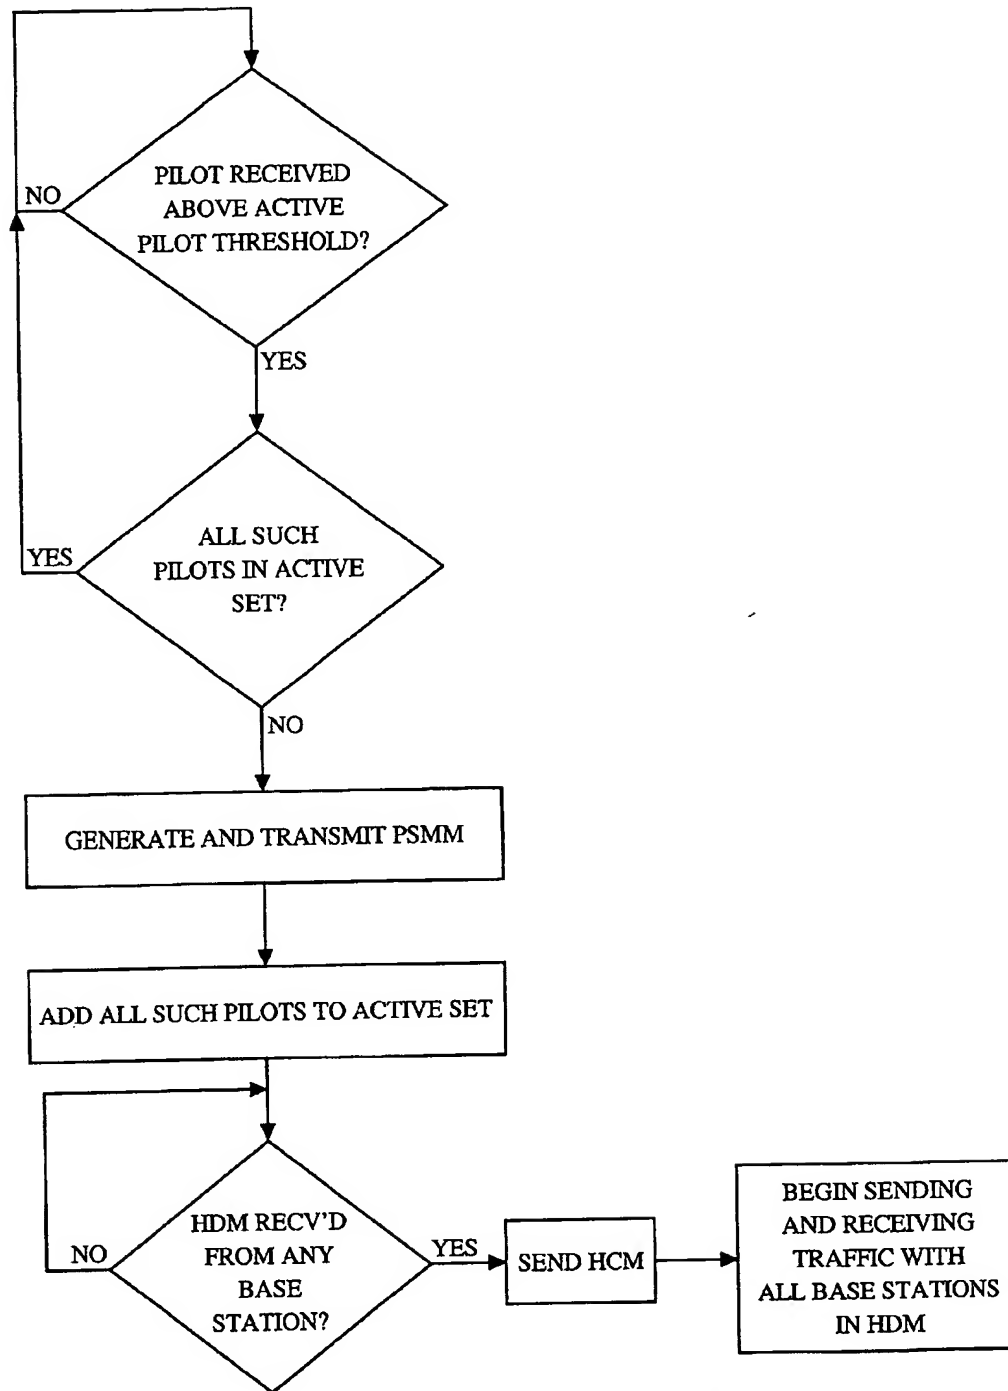 PILOT RECEIVED
ABOVE ACTIVE
PILOT THRESHOLD?
NO
YES
ALL SUCH
PILOTS IN ACTIVE
SET?
YES
NO
GENERATE AND TRANSMIT PSMM
ADD ALL SUCH PILOTS TO ACTIVE SET
HDM RECV'D
FROM ANY
BASE
STATION?
NO
YES
SEND HCM
BEGIN SENDING
AND RECEIVING
TRAFFIC WITH
ALL BASE STATIONS
IN HDM